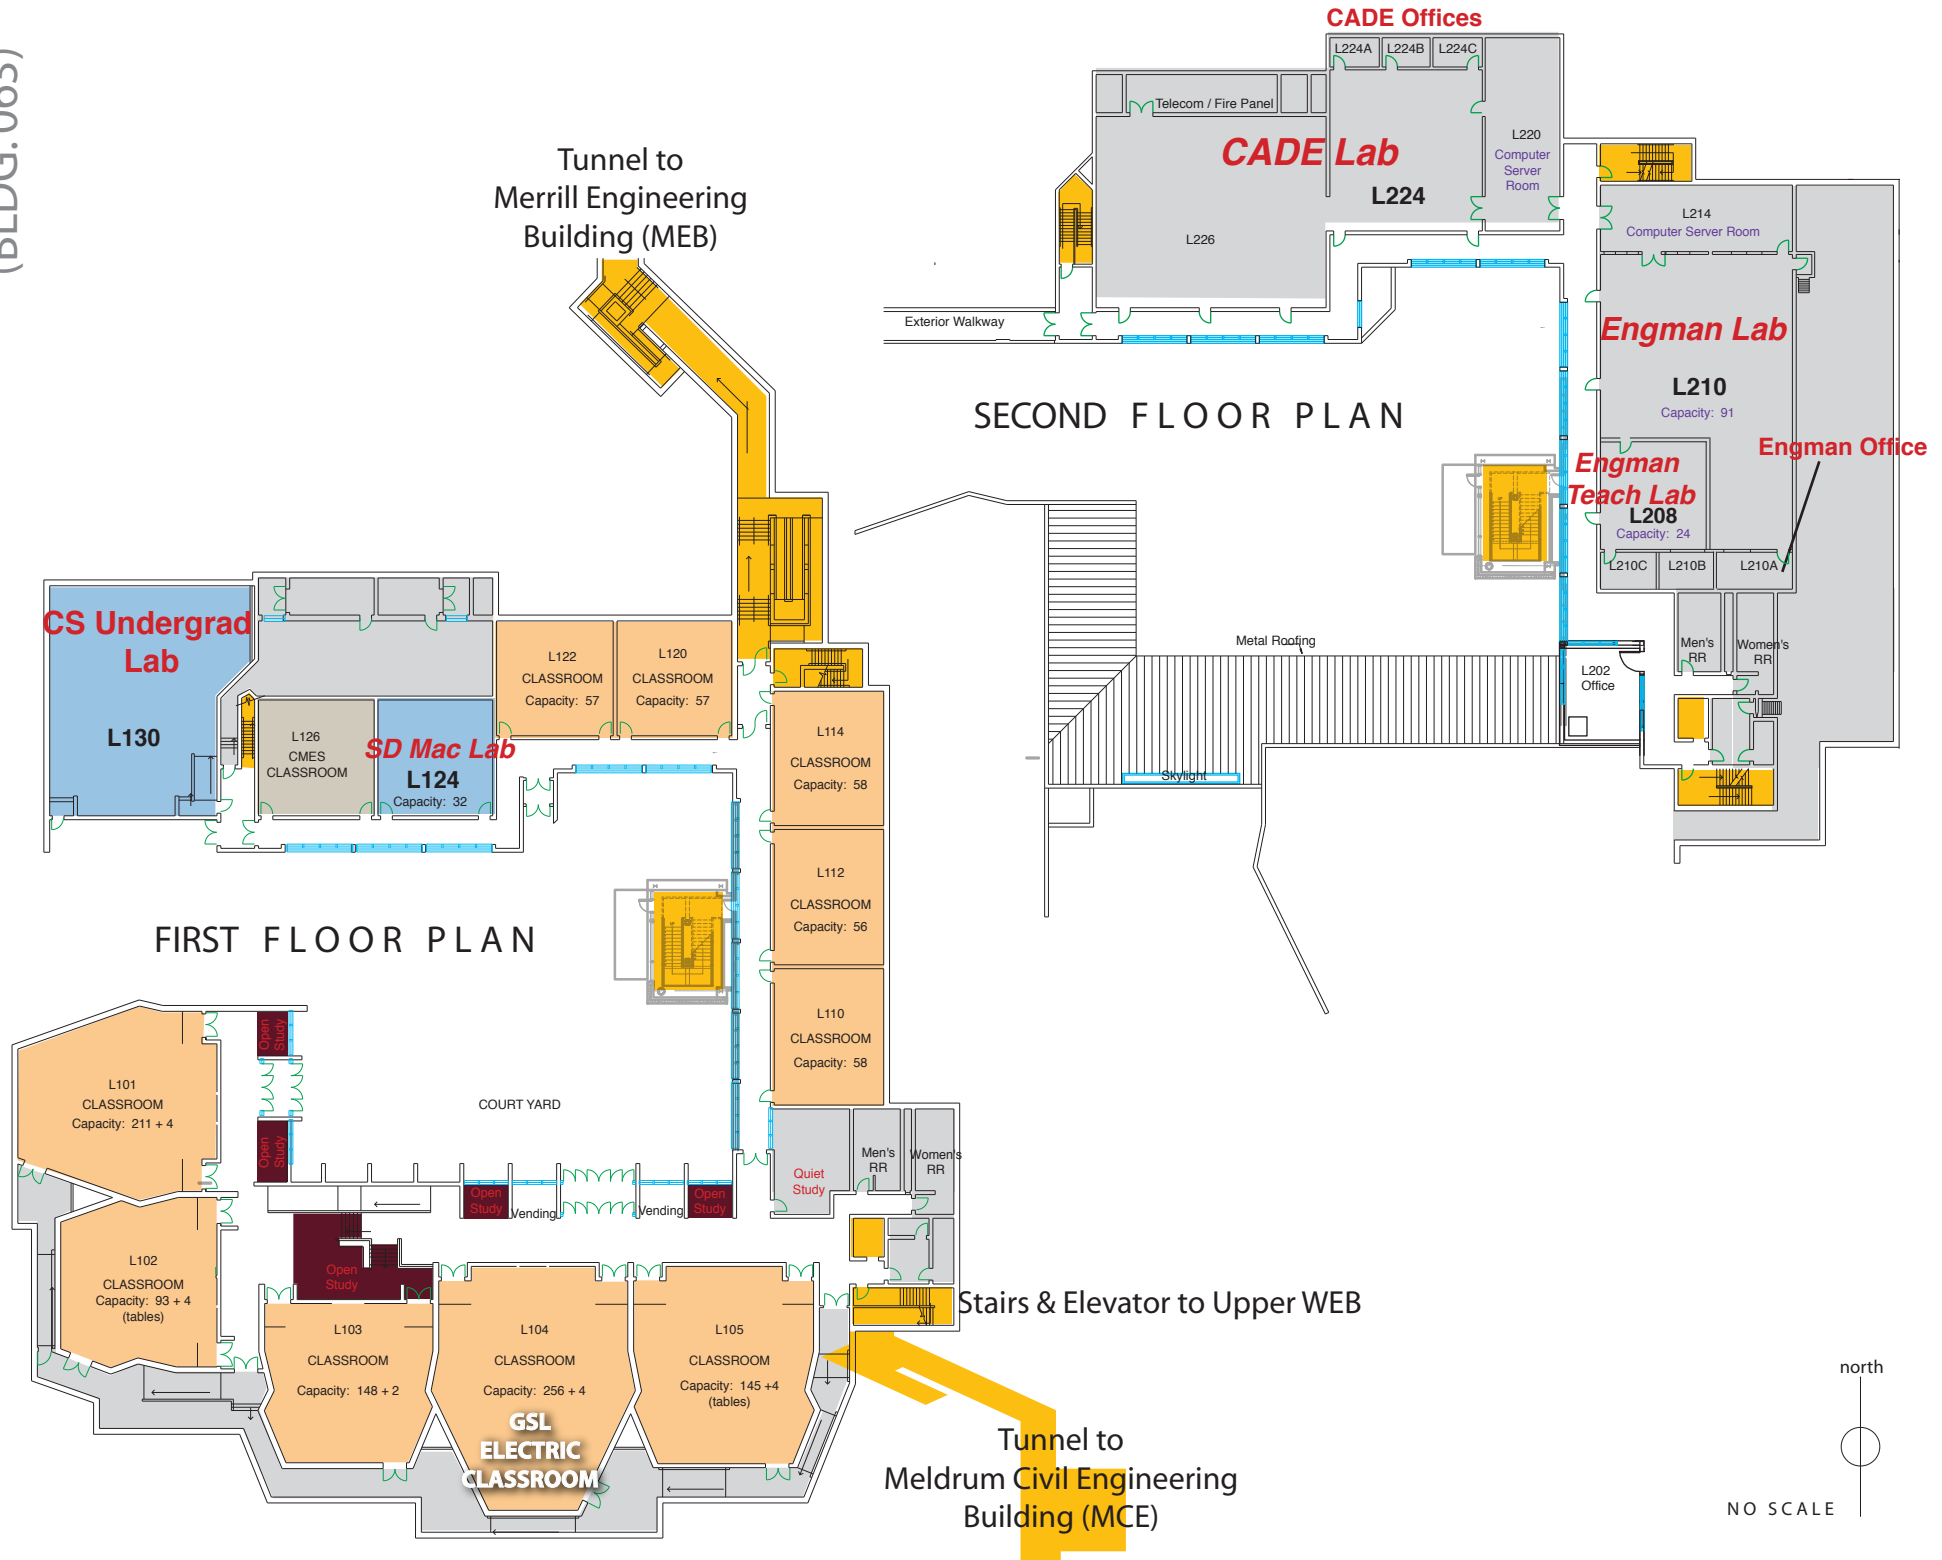 (BLDG. 063)
CADE Offices
L224A
L224B
L224C
Telecom / Fire Panel
CADE Lab
L224
L226
L220
Computer
Server
Room
L214
Computer Server Room
Exterior Walkway
Engman Lab
L210
Capacity: 91
Engman Office
Engman
Teach Lab
L208
Capacity: 24
L210C
L210B
L210A
SECOND FLOOR PLAN
Men's
RR
Women's
RR
L202
Office
Metal Roofing
Skylight
Tunnel to
Merrill Engineering
Building (MEB)
CS Undergrad
Lab
L130
L126
CMES
CLASSROOM
SD Mac Lab
L124
Capacity: 32
L122
CLASSROOM
Capacity: 57
L120
CLASSROOM
Capacity: 57
L114
CLASSROOM
Capacity: 58
L112
CLASSROOM
Capacity: 56
L110
CLASSROOM
Capacity: 58
FIRST FLOOR PLAN
L101
CLASSROOM
Capacity: 211 + 4
Open
Study
Open
Study
COURT YARD
Quiet
Study
Men's
RR
Women's
RR
Open
Study
Vending
Vending
Open
Study
L102
CLASSROOM
Capacity: 93 + 4
(tables)
Open
Study
L103
CLASSROOM
Capacity: 148 + 2
L104
CLASSROOM
Capacity: 256 + 4
GSL
ELECTRIC
CLASSROOM
L105
CLASSROOM
Capacity: 145 +4
(tables)
Stairs & Elevator to Upper WEB
Tunnel to
Meldrum Civil Engineering
Building (MCE)
north
NO SCALE